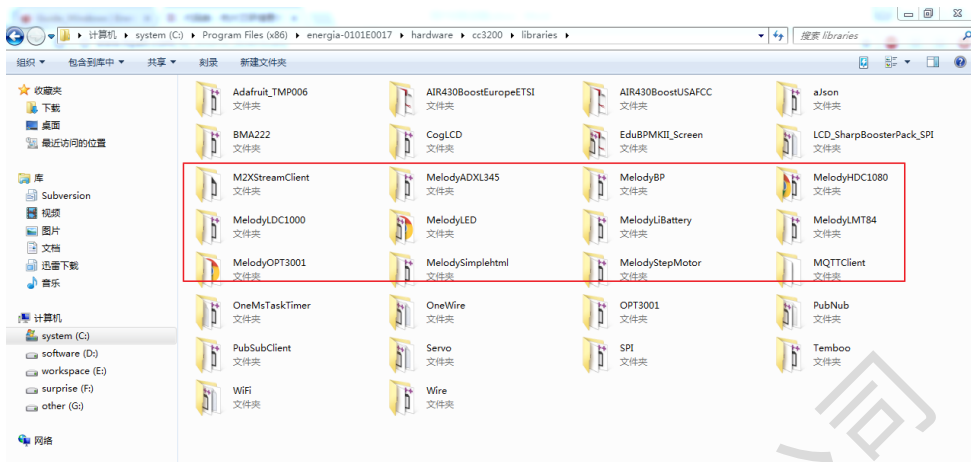 计算机 ▸ system (C:) ▸ Program Files (x86) ▸ energia-0101E0017 ▸ hardware ▸ cc3200 ▸ libraries ▸
搜索 libraries
组织 ▼ 包含到库中 ▼ 共享 ▼ 刻录 新建文件夹
收藏夹
下载
桌面
最近访问的位置
库
Subversion
视频
图片
文档
迅雷下载
音乐
计算机
system (C:)
software (D:)
workspace (E:)
surprise (F:)
other (G:)
网络
Adafruit_TMP006 AIR430BoostEuropeETSI AIR430BoostUSAFCC aJson
文件夹 文件夹 文件夹 文件夹
BMA222 CogLCD EduBPMKII_Screen LCD_SharpBoosterPack_SPI
文件夹 文件夹 文件夹 文件夹
M2XStreamClient MelodyADXL345 MelodyBP MelodyHDC1080
文件夹 文件夹 文件夹 文件夹
MelodyLDC1000 MelodyLED MelodyLiBattery MelodyLMT84
文件夹 文件夹 文件夹 文件夹
MelodyOPT3001 MelodySimplehtml MelodyStepMotor MQTTClient
文件夹 文件夹 文件夹 文件夹
OneMsTaskTimer OneWire OPT3001 PubNub
文件夹 文件夹 文件夹 文件夹
PubSubClient Servo SPI Temboo
文件夹 文件夹 文件夹 文件夹
WiFi Wire
文件夹 文件夹